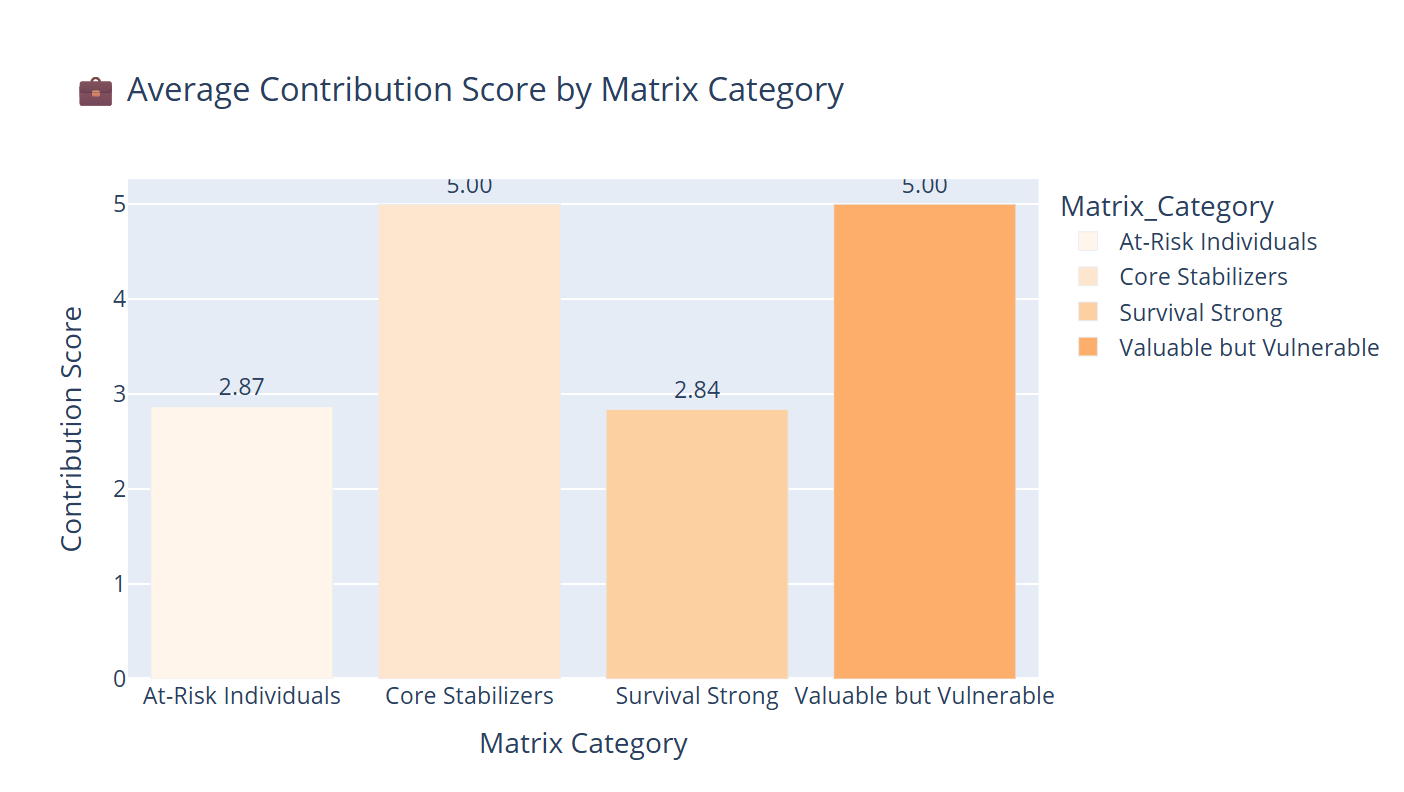 💼 Average Contribution Score by Matrix Category
5.00
5.00
2.87
2.84
5
4
3
2
1
0
Contribution Score
At-Risk Individuals
Core Stabilizers
Survival Strong
Valuable but Vulnerable
Matrix Category
Matrix_Category
At-Risk Individuals
Core Stabilizers
Survival Strong
Valuable but Vulnerable